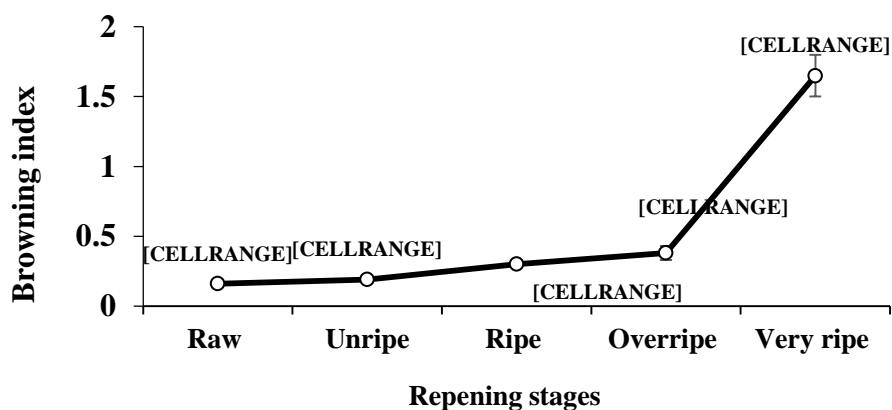 2
[CELLRANGE]
1.5
1
[CELLRANGE]
0.5
[CELLRANGE]
[CELLRANGE]
[CELLRANGE]
0
Browning index
Raw
Unripe
Ripe
Overripe
Very ripe
Repening stages